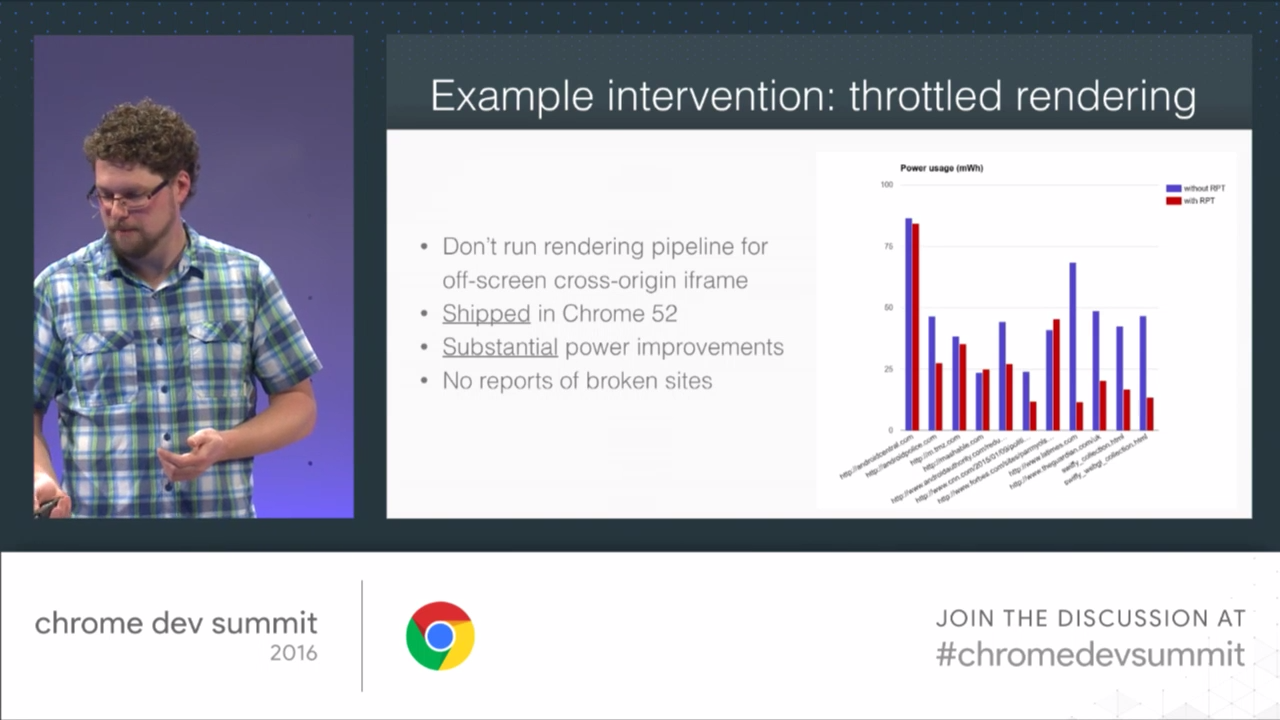 Example intervention: throttled rendering
• Don't run rendering pipeline for
off-screen cross-origin iframe
• Shipped in Chrome 52
• Substantial power improvements
• No reports of broken sites
Power usage (mWh)
100
75
50
25
0
without RPT
with RPT
http://androidcentral.com
http://androidpolice.com
http://m.tmz.com
http://mashable.com
http://www.androidauthority.com/redu...
http://www.cnn.com/2015/01/09/politi...
http://www.forbes.com/sites/
http://www.latimes.com
http://www.theguardian.com/uk
swiffy_collection.html
swiffy_webgl_collection.html
chrome dev summit
2016
JOIN THE DISCUSSION AT
#chromedevsummit